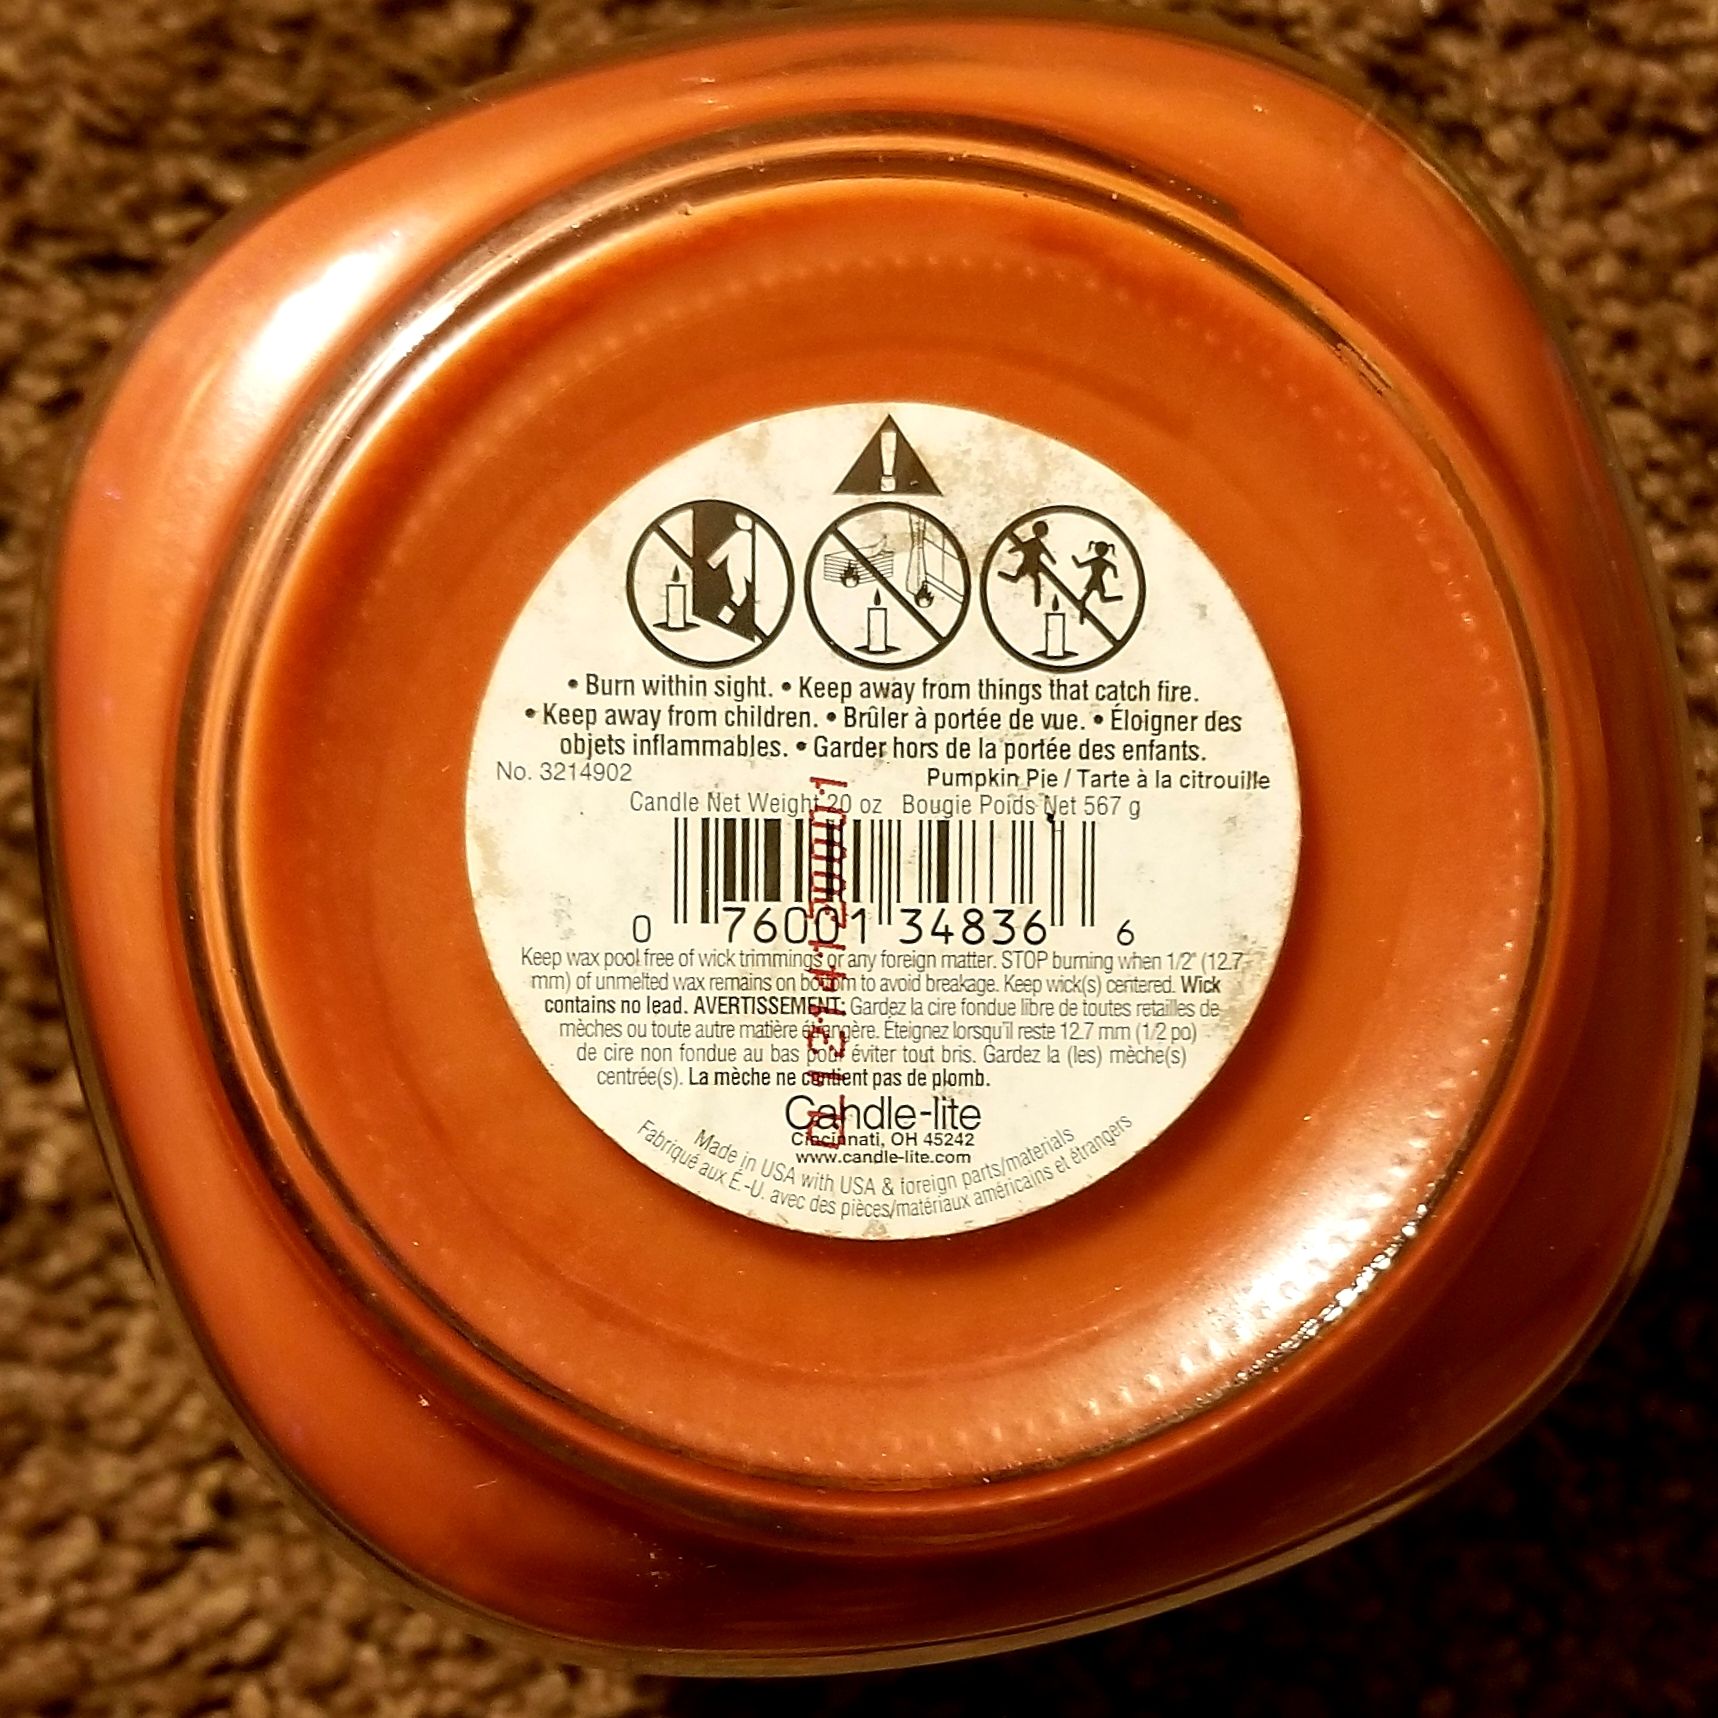 • Burn within sight. • Keep away from things that catch fire.
• Keep away from children. • Brûler à portée de vue. • Éloigner des
objets inflammables. • Garder hors de la portée des enfants.
No. 3214902 Pumpkin Pie / Tarte à la citrouille
Candle Net Weight 20 oz Bougie Poids Net 567 g
0 76001 34836 6
Keep wax pool free of wick trimmings or any foreign matter. STOP burning when 1/2" (12.7
mm) of unmelted wax remains on bottom to avoid breakage. Keep wick(s) centered. Wick
contains no lead. AVERTISSEMENT: Gardez la cire fondue libre de toutes retailles de
mèches ou toute autre matière étrangère. Éteignez lorsqu'il reste 12.7 mm (1/2 po)
de cire non fondue au bas pour éviter tout bris. Gardez la (les) mèche(s)
centrée(s). La mèche ne contient pas de plomb.
Candle-lite
Cincinnati, OH 45242
www.candle-lite.com
Made in USA with USA & foreign parts/materials
Fabriqué aux É.-U. avec des pièces/matériaux américains et étrangers